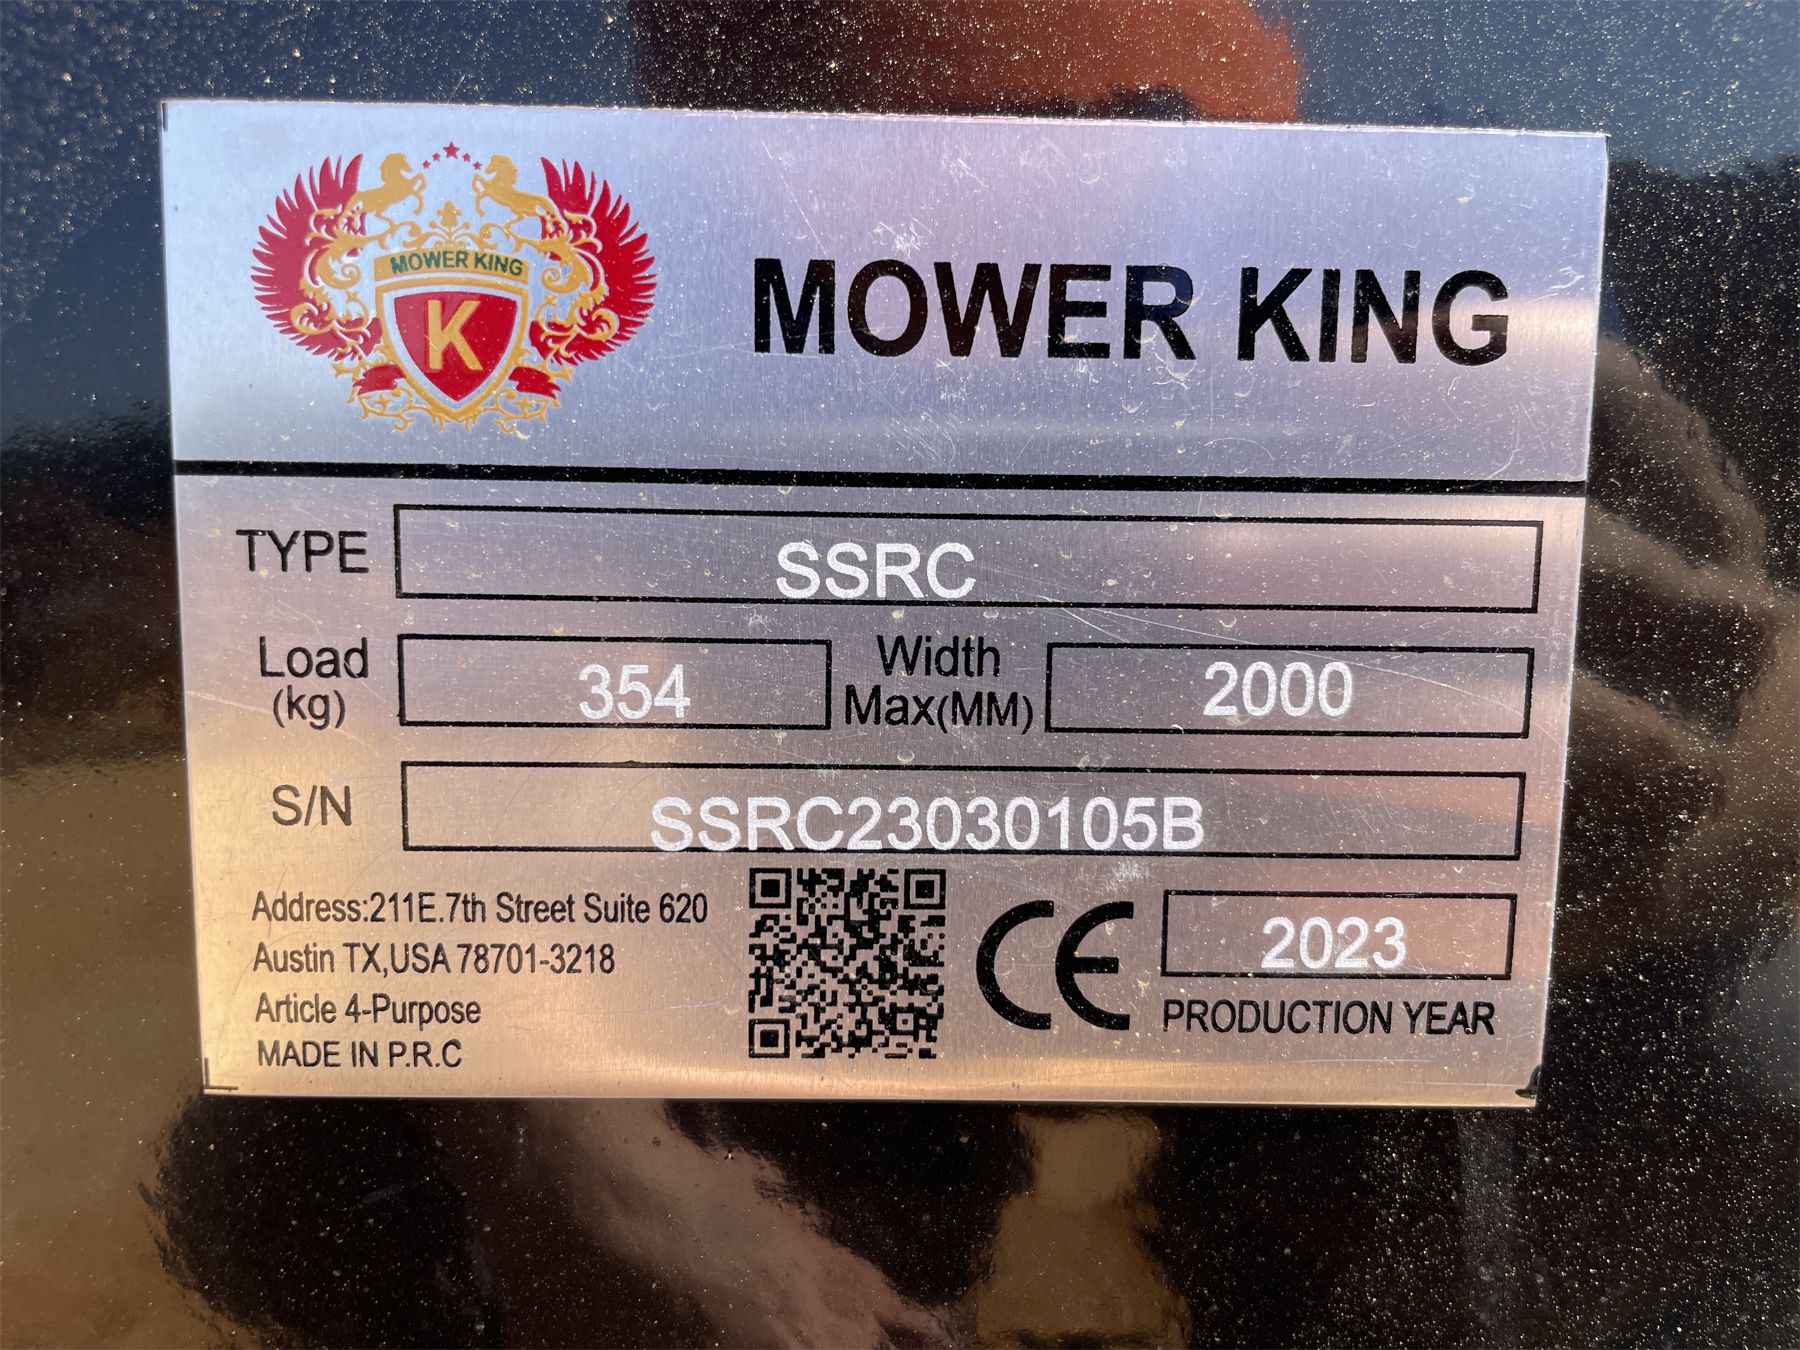 MOWER KING
K
MOWER KING
TYPE SSRC
Load (kg) 354 Width Max(MM) 2000
S/N SSRC23030105B
Address:211E.7th Street Suite 620
Austin TX,USA 78701-3218
Article 4-Purpose
MADE IN P.R.C
CE
2023
PRODUCTION YEAR